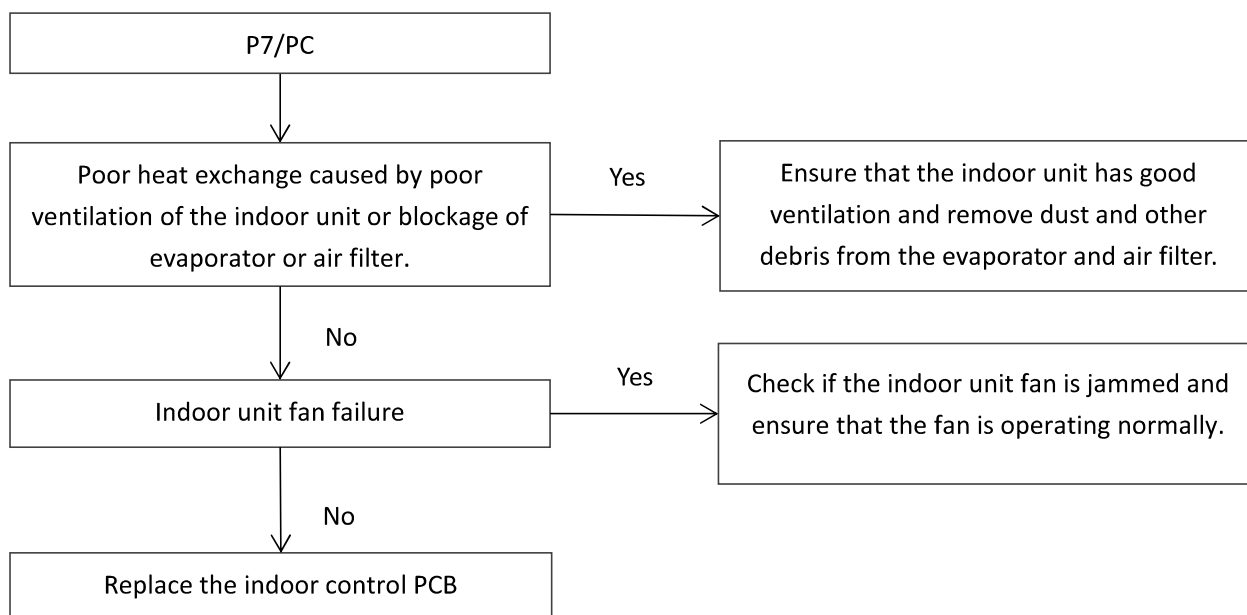 P7/PC
Poor heat exchange caused by poor
ventilation of the indoor unit or blockage of
evaporator or air filter.
Yes
Ensure that the indoor unit has good
ventilation and remove dust and other
debris from the evaporator and air filter.
No
Indoor unit fan failure
Yes
Check if the indoor unit fan is jammed and
ensure that the fan is operating normally.
No
Replace the indoor control PCB